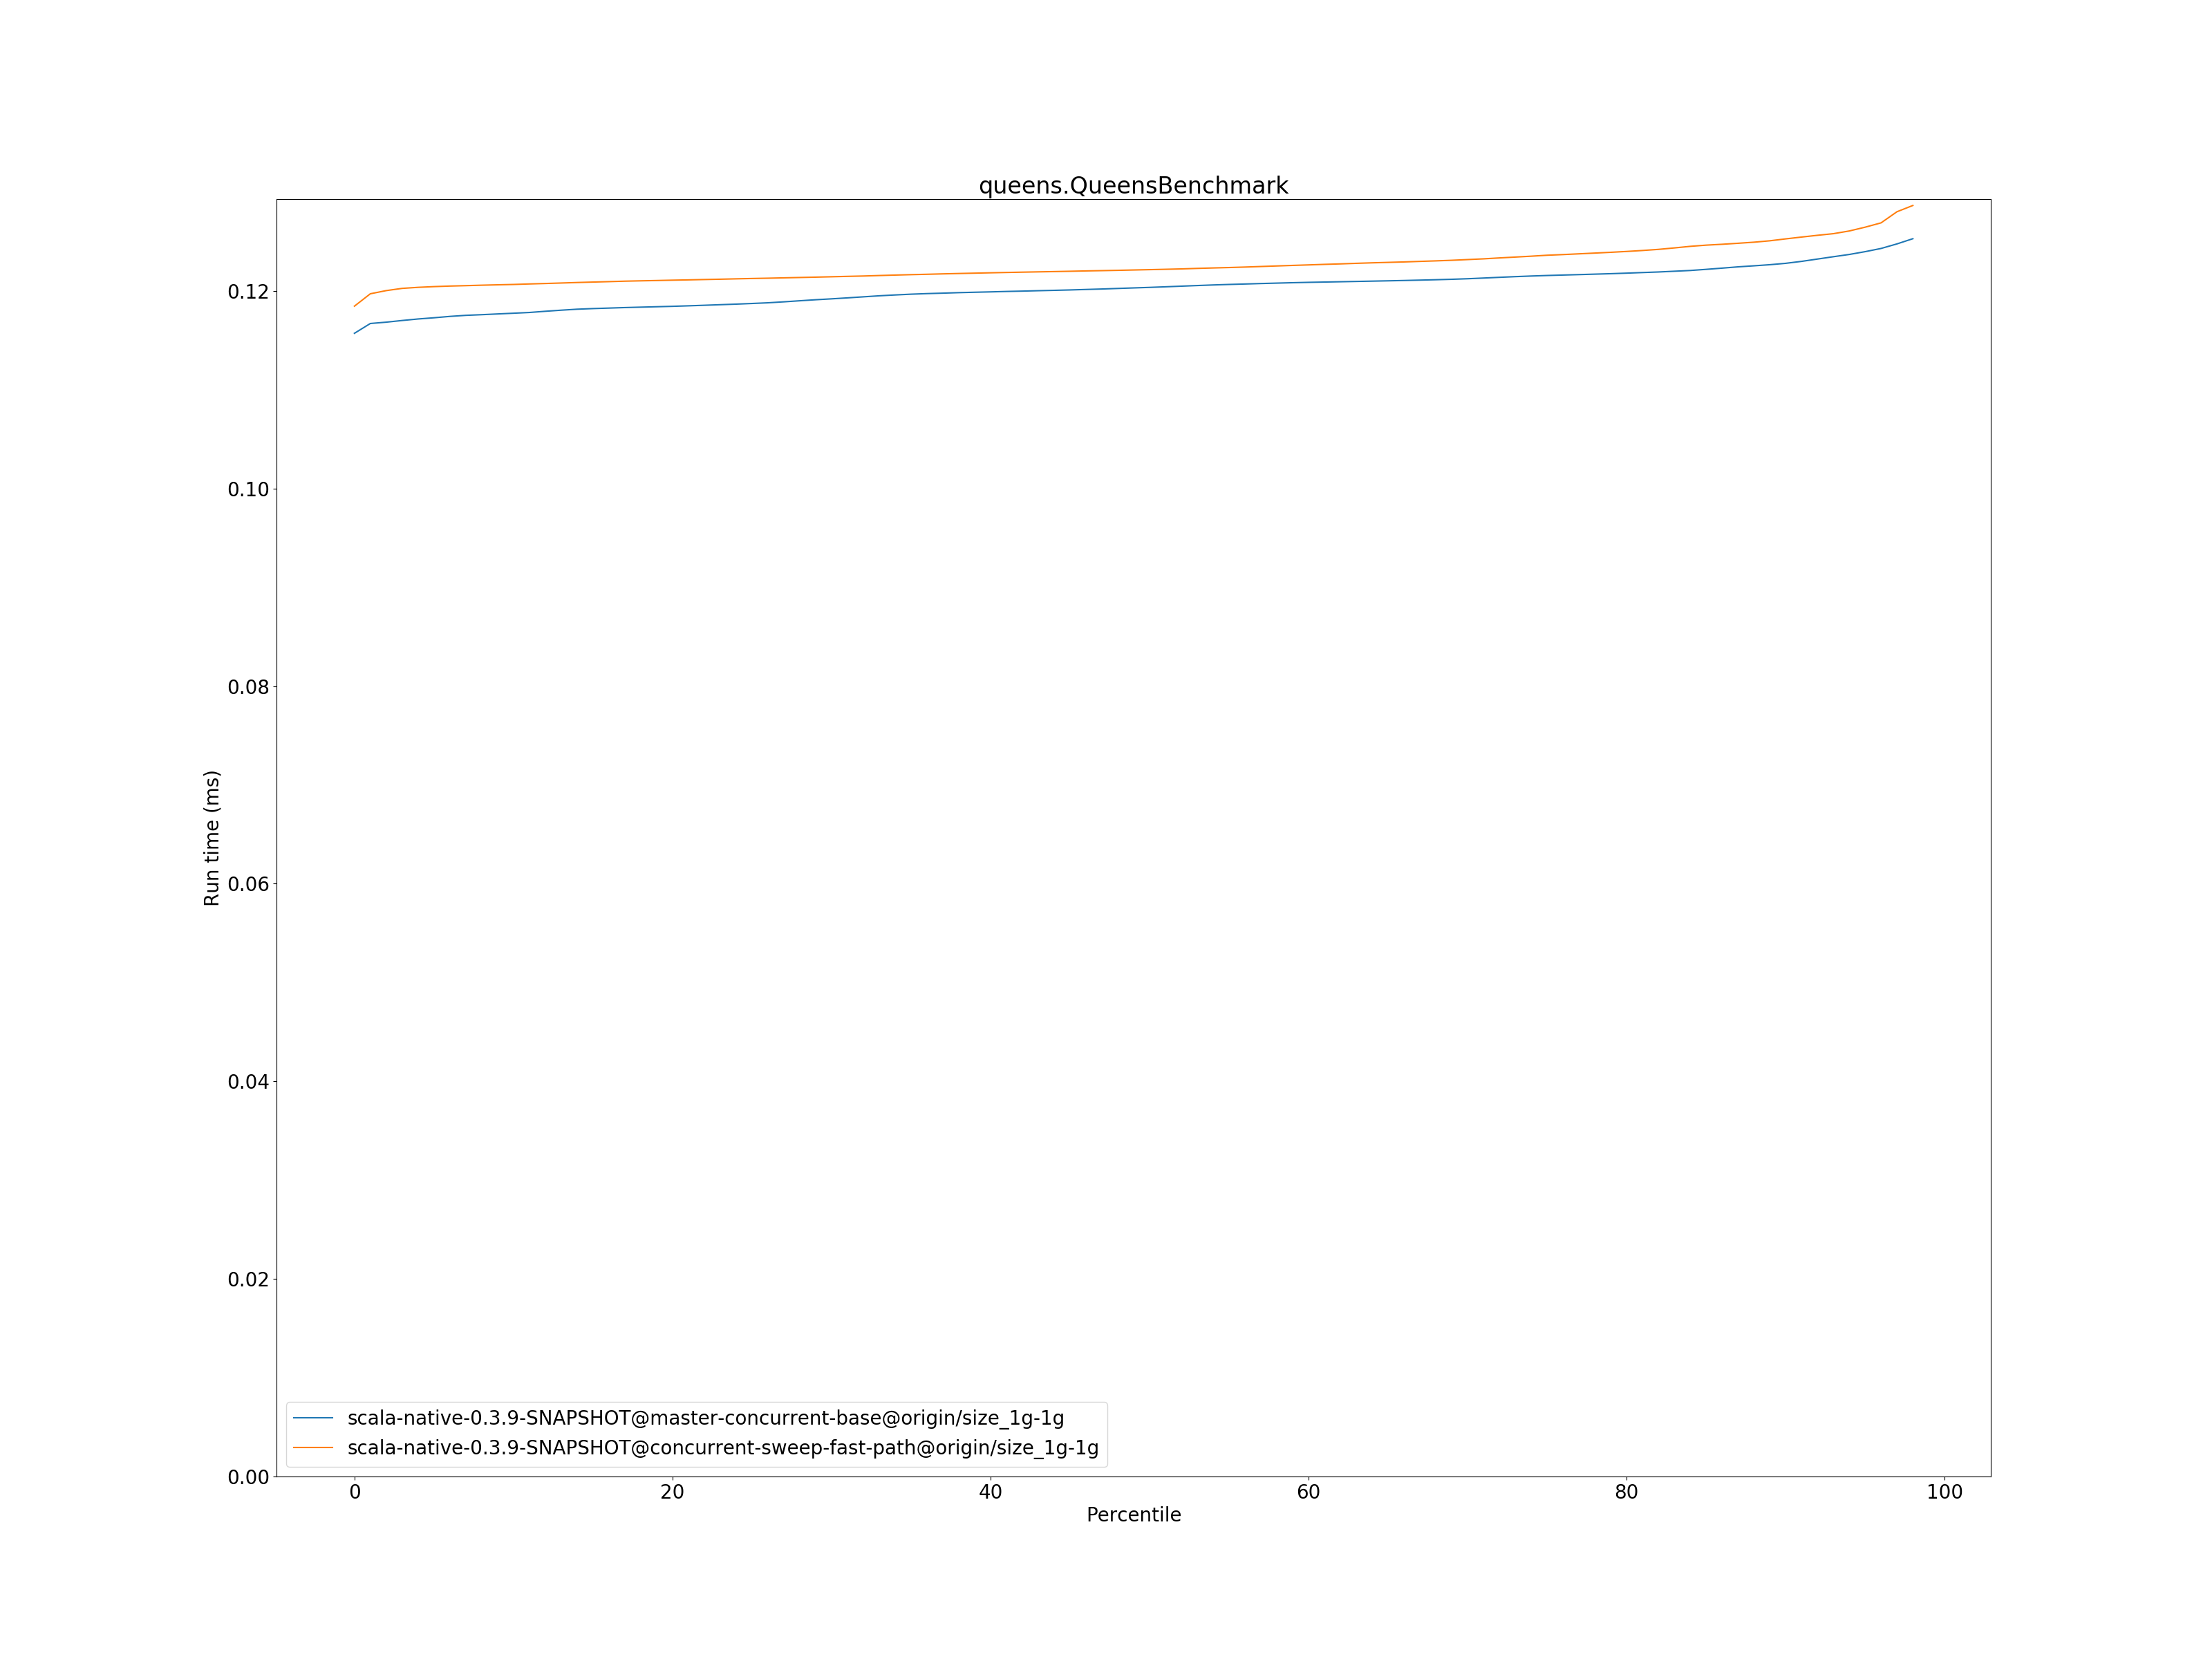 queens.QueensBenchmark
Run time (ms)
0.12
0.10
0.08
0.06
0.04
0.02
0.00
scala-native-0.3.9-SNAPSHOT@master-concurrent-base@origin/size_1g-1g
scala-native-0.3.9-SNAPSHOT@concurrent-sweep-fast-path@origin/size_1g-1g
0 20 40 60 80 100
Percentile